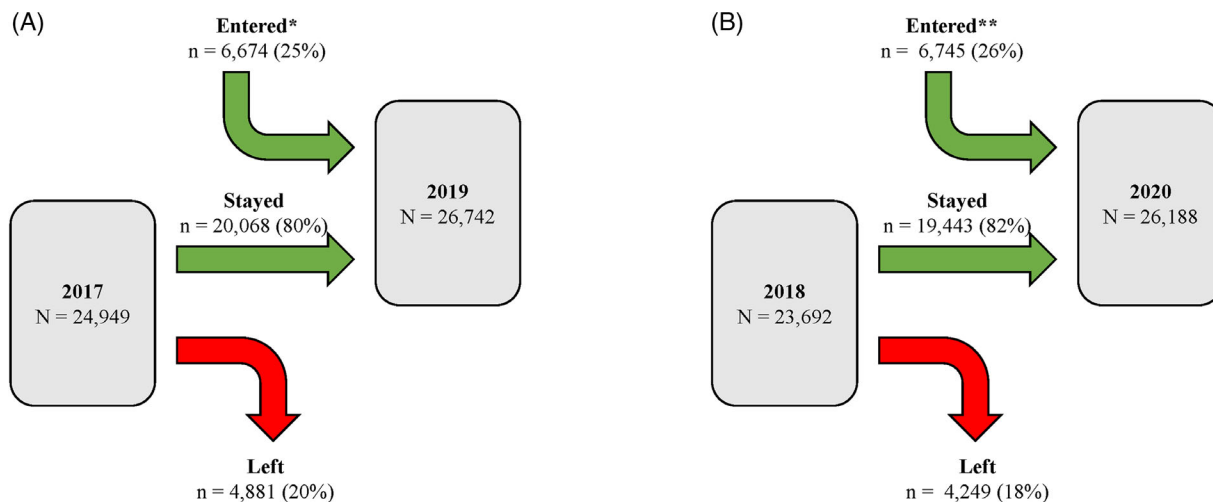 (A)
Entered*
n = 6,674 (25%)
2019
N = 26,742
Stayed
n = 20,068 (80%)
2017
N = 24,949
Left
n = 4,881 (20%)
(B)
Entered**
n = 6,745 (26%)
2020
N = 26,188
Stayed
n = 19,443 (82%)
2018
N = 23,692
Left
n = 4,249 (18%)